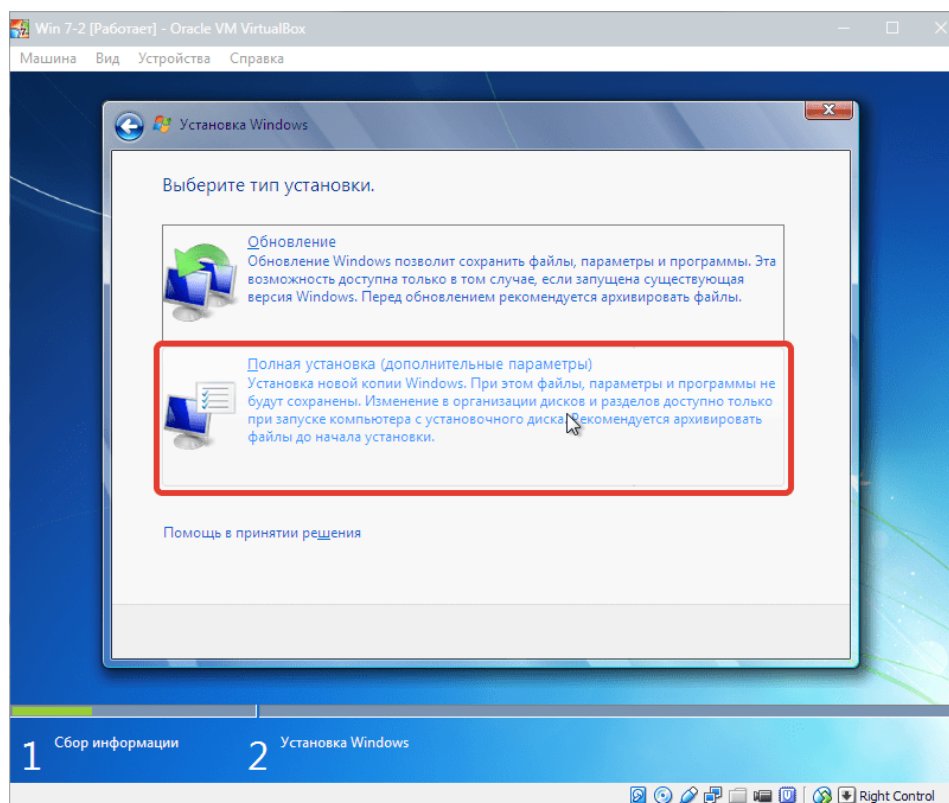 Win 7-2 [Работает] - Oracle VM VirtualBox
Машина Вид Устройства Справка
Установка Windows
Выберите тип установки.
Обновление
Обновление Windows позволит сохранить файлы, параметры и программы. Эта
возможность доступна только в том случае, если запущена существующая
версия Windows. Перед обновлением рекомендуется архивировать файлы.
Полная установка (дополнительные параметры)
Установка новой копии Windows. При этом файлы, параметры и программы не
будут сохранены. Изменение в организации дисков и разделов доступно только
при запуске компьютера с установочного диска. Рекомендуется архивировать
файлы до начала установки.
Помощь в принятии решения
1 Сбор информации 2 Установка Windows
Right Control